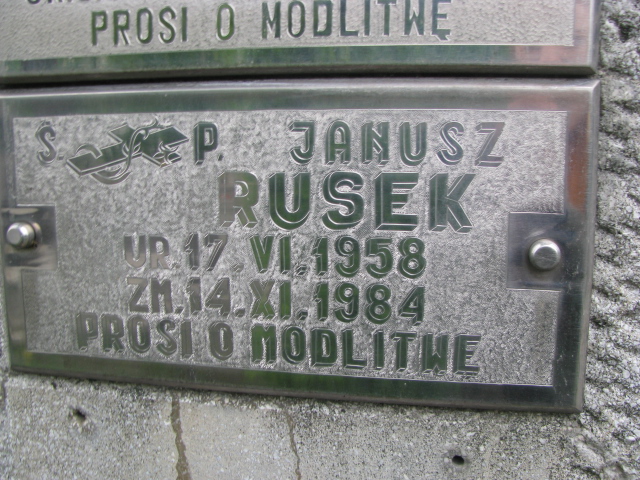 PROSI O MODLITWĘ
Ś. P. JANUSZ
RUSEK
UR. 17. VI. 1958
ZM. 14. XI. 1984
PROSI O MODLITWĘ